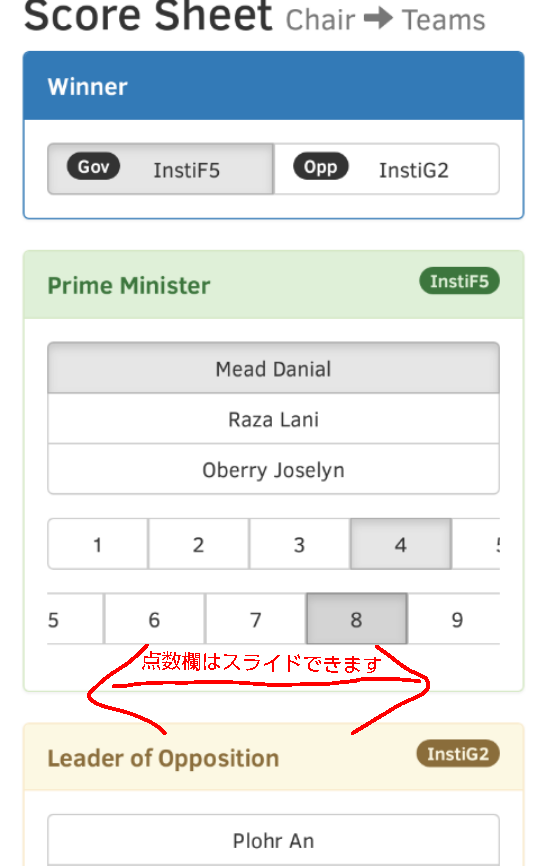 Score Sheet Chair → Teams
Winner
Gov InstiF5 Opp InstiG2
Prime Minister InstiF5
Mead Danial
Raza Lani
Oberry Joselyn
1 2 3 4
5 6 7 8 9
点数欄はスライドできます
Leader of Opposition InstiG2
Plohr An